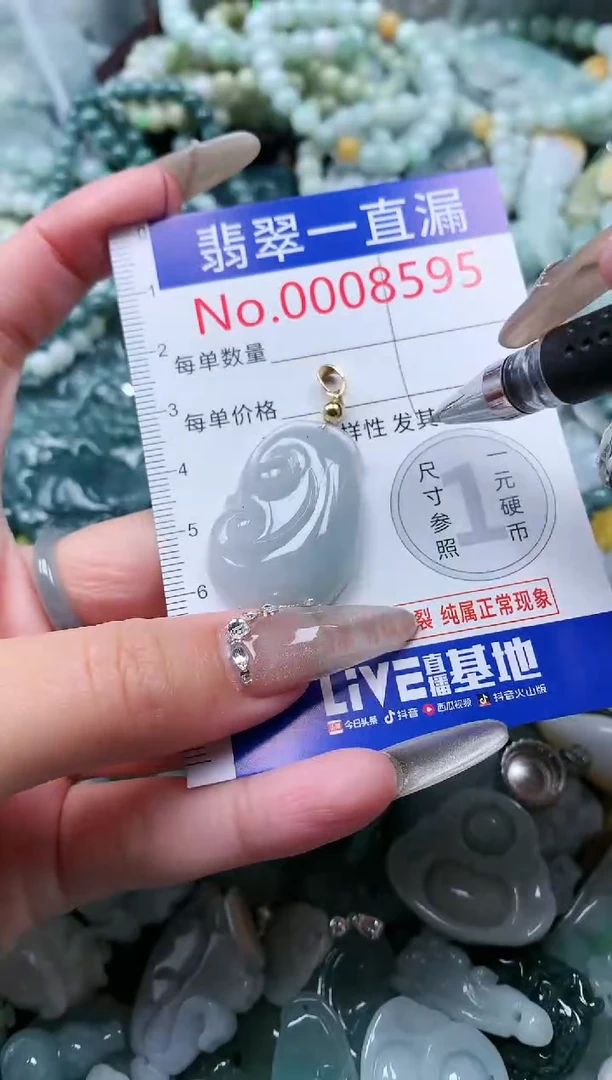 翡翠一直漏
No.0008595
每单数量
每单价格
样性 发其
尺寸参照
1
一元硬币
裂 纯属正常现象
LiVE直播基地
今日头条 抖音 西瓜视频 抖音火山版
1
2
3
4
5
6